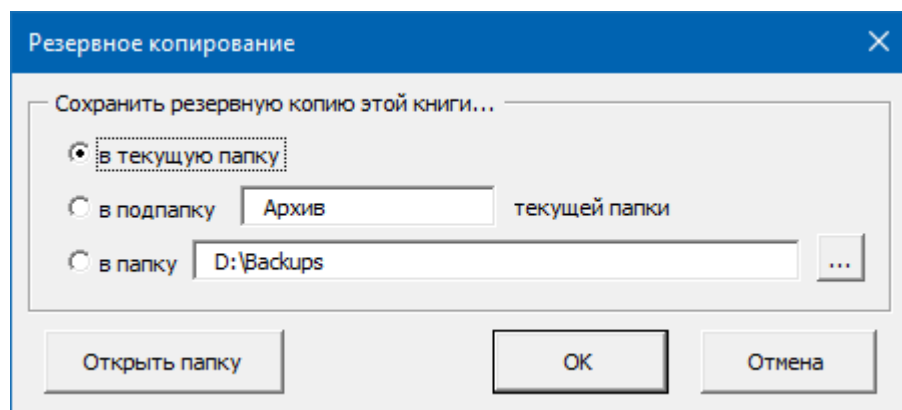 Резервное копирование
Сохранить резервную копию этой книги...
в текущую папку
в подпапку Архив текущей папки
в папку D:\Backups ...
Открыть папку OK Отмена